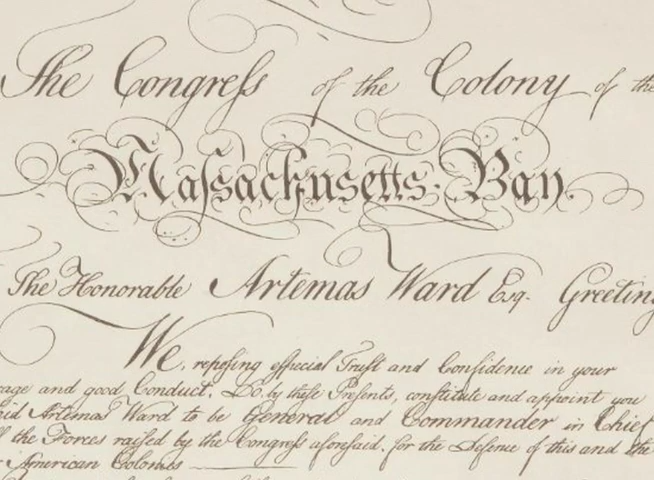 The Congreſs of the Colony of the
Maſsachusetts-Bay.
The Honorable Artemas Ward Esq. Greeting
We, repoſing eſpecial Truſt and Confidence in your
rage and good Conduct, Do, by theſe Preſents, conſtitute and appoint you
aid Artemas Ward to be General and Commander in Chief
ll the Forces raiſed by the Congreſs aforeſaid, for the Defence of this and the
American Colonies